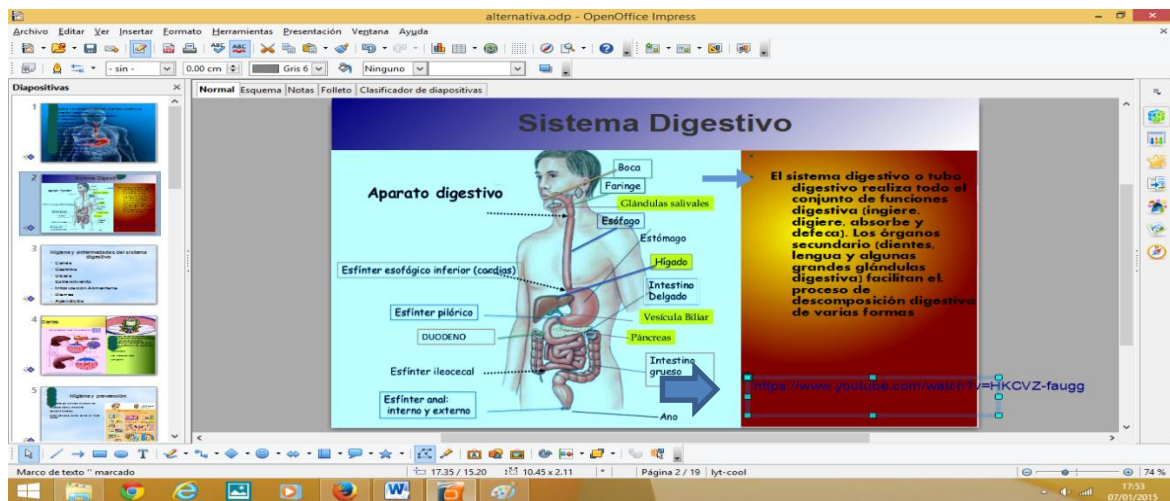 alternativa.odp - OpenOffice Impress
Archivo Editar Ver Insertar Formato Herramientas Presentación Ventana Ayuda
- sin - 0.00 cm Gris 6 Ninguno
Diapositivas
Normal Esquema Notas Folleto Clasificador de diapositivas
1
2
3
Higiene y enfermedades del sistema digestivo
4
Caries
5
Higiene y prevención
Sistema Digestivo
Aparato digestivo
Boca
Faringe
Glándulas salivales
Esófago
Estómago
Esfínter esofágico inferior (cardias)
Hígado
Intestino
Delgado
Esfínter pilórico
Vesícula Biliar
DUODENO
Páncreas
Intestino
grueso
Esfínter ileocecal
Esfínter anal:
interno y externo
Ano
El sistema digestivo o tubo
digestivo realiza todo el
conjunto de funciones
digestiva (ingiere,
digiere, absorbe y
defeca). Los órganos
secundario (dientes,
lengua y algunas
grandes glándulas
digestiva) facilitan el
proceso de
descomposición digestiva
de varias formas
https://www.youtube.com/watch?v=HKCVZ-faugg
Marco de texto '' marcado 17.35 / 15.20 10.45 x 2.11 * Página 2 / 19 lyt-cool 74 %
17:53
07/01/2015